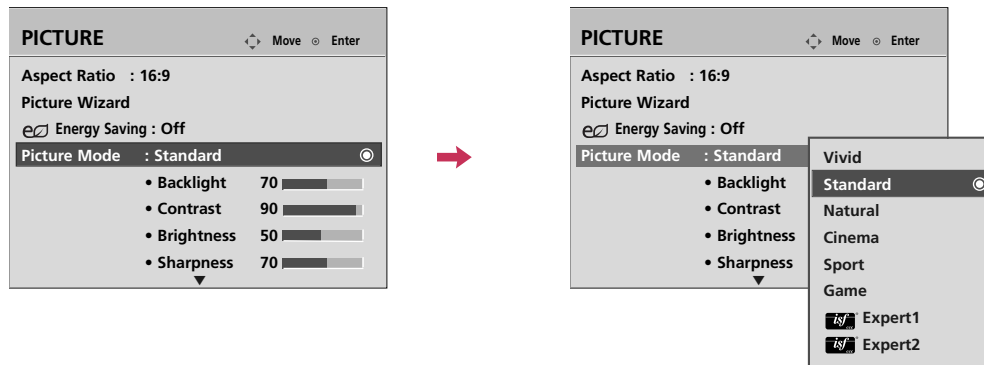 PICTURE Move Enter
Aspect Ratio : 16:9
Picture Wizard
Energy Saving : Off
Picture Mode : Standard
• Backlight 70
• Contrast 90
• Brightness 50
• Sharpness 70
PICTURE Move Enter
Aspect Ratio : 16:9
Picture Wizard
Energy Saving : Off
Picture Mode : Standard
• Backlight
• Contrast
• Brightness
• Sharpness
Vivid
Standard
Natural
Cinema
Sport
Game
isf Expert1
isf Expert2